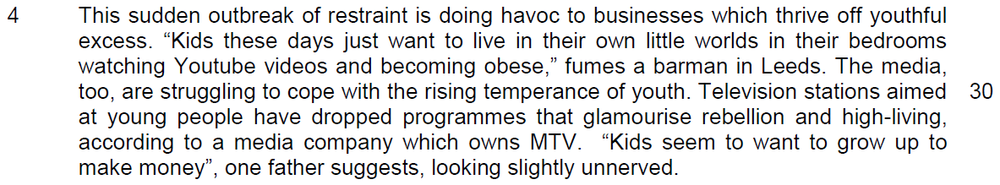 4 This sudden outbreak of restraint is doing havoc to businesses which thrive off youthful
excess. “Kids these days just want to live in their own little worlds in their bedrooms
watching Youtube videos and becoming obese,” fumes a barman in Leeds. The media,
too, are struggling to cope with the rising temperance of youth. Television stations aimed 30
at young people have dropped programmes that glamourise rebellion and high-living,
according to a media company which owns MTV. “Kids seem to want to grow up to
make money”, one father suggests, looking slightly unnerved.